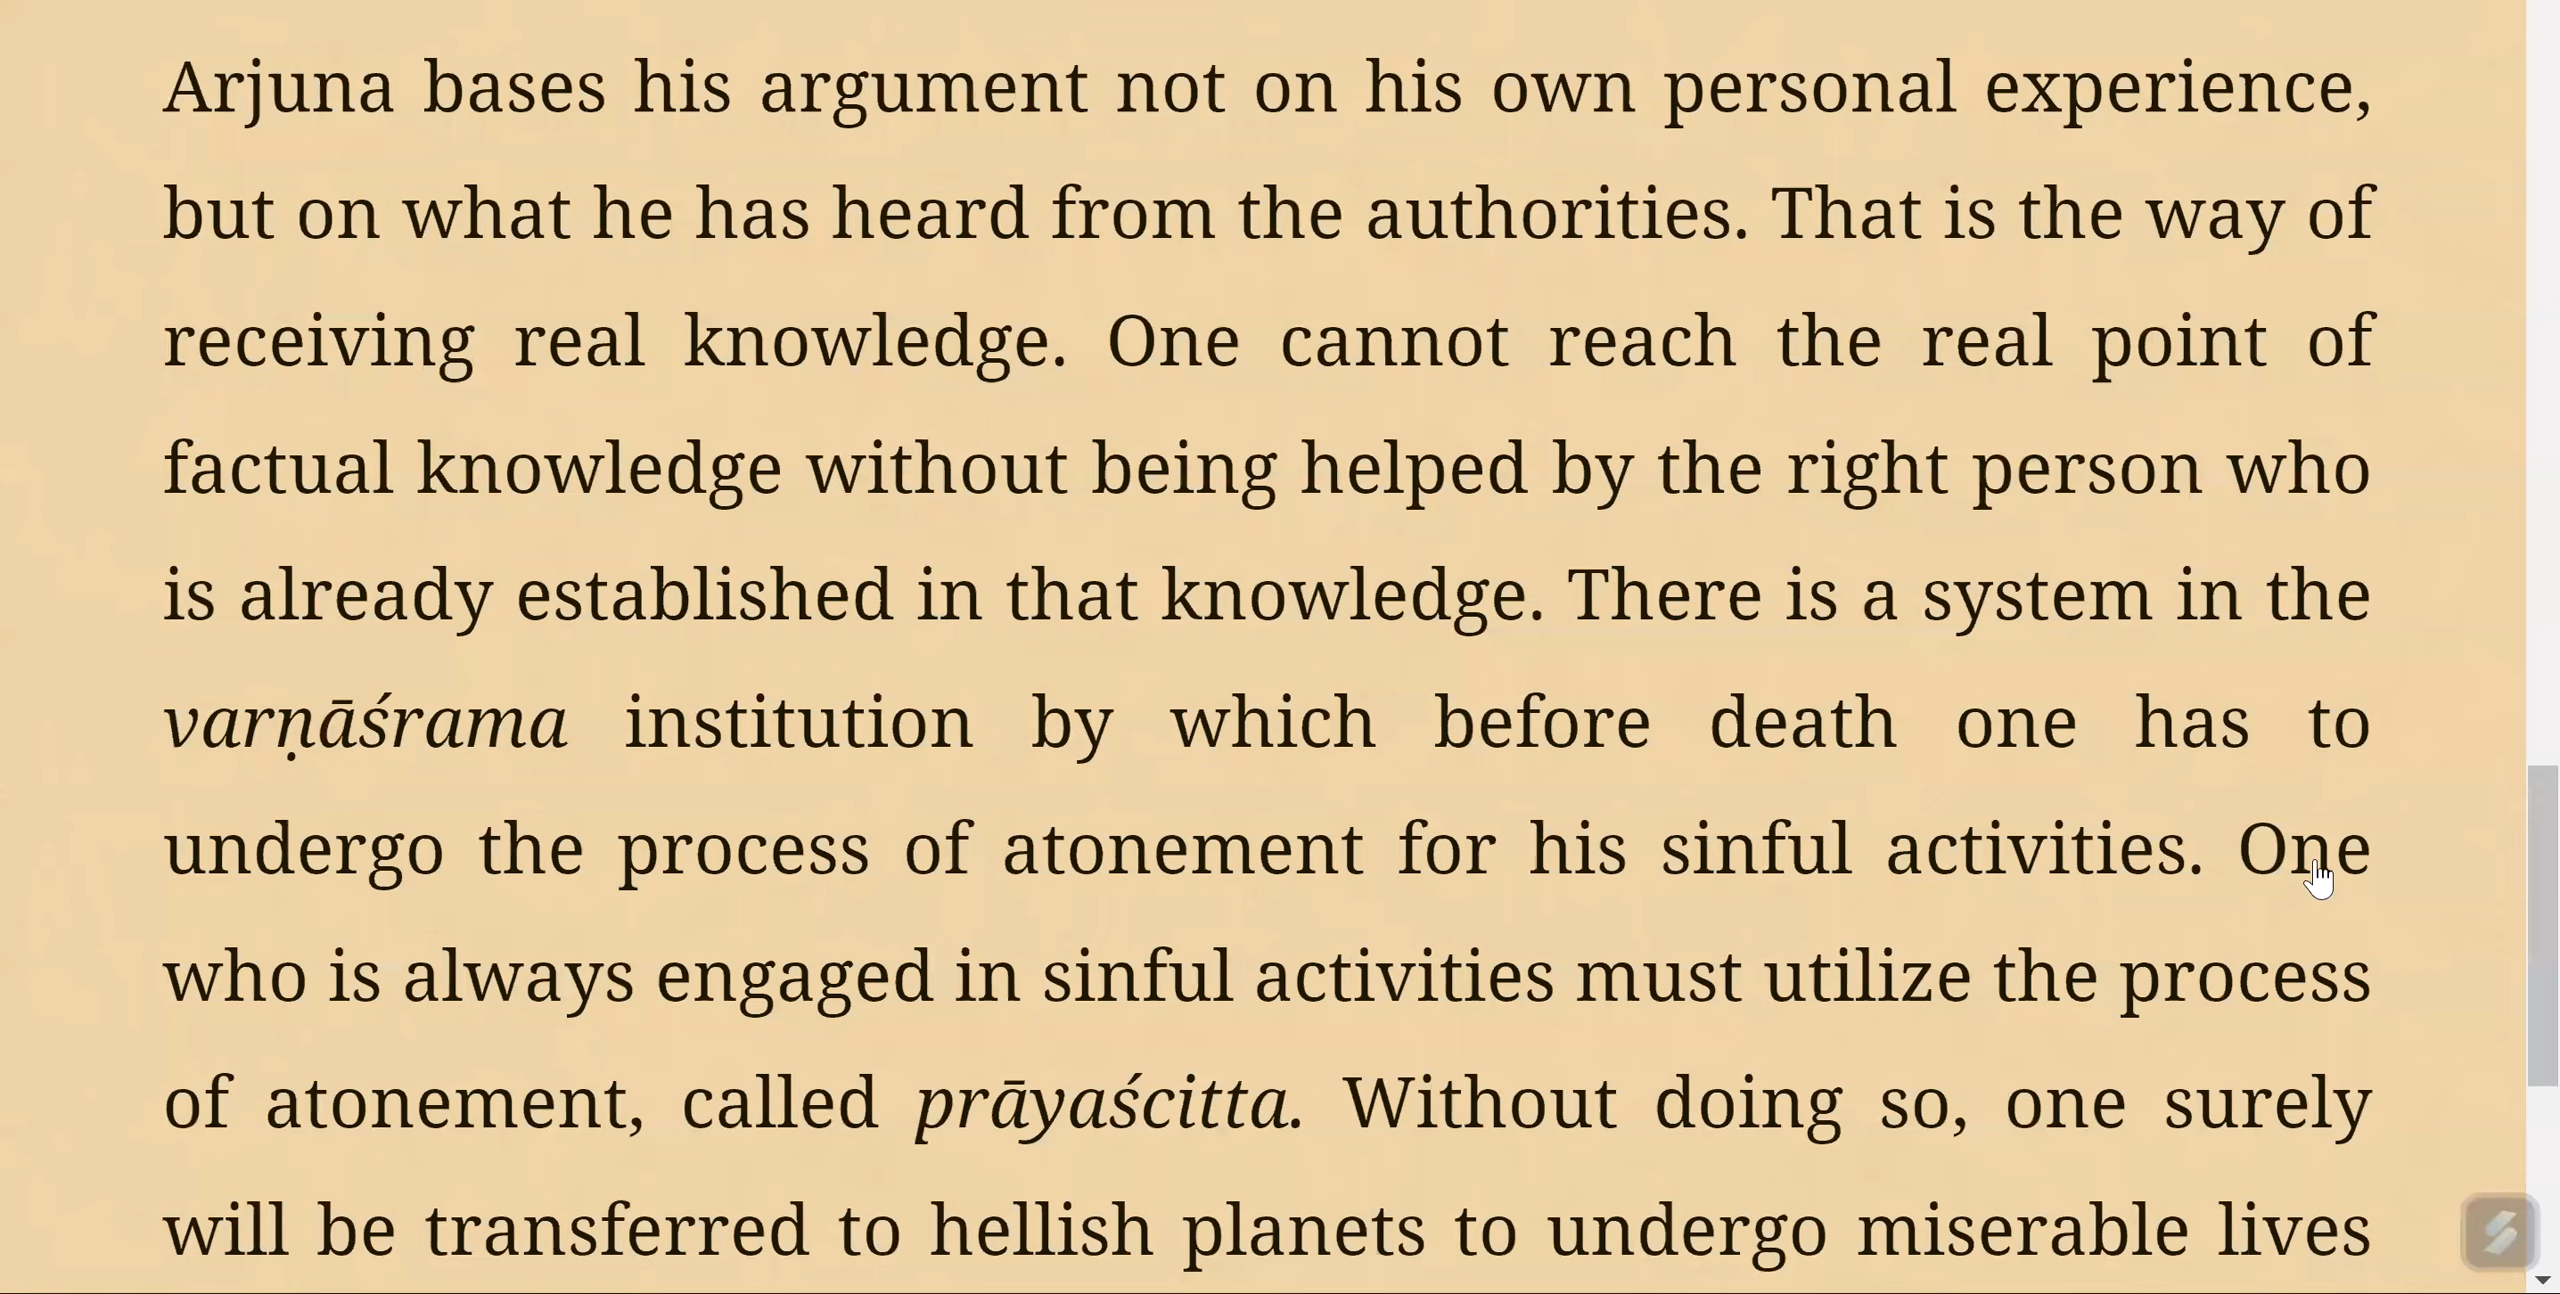 Arjuna bases his argument not on his own personal experience,
but on what he has heard from the authorities. That is the way of
receiving real knowledge. One cannot reach the real point of
factual knowledge without being helped by the right person who
is already established in that knowledge. There is a system in the
varṇāśrama institution by which before death one has to
undergo the process of atonement for his sinful activities. One
who is always engaged in sinful activities must utilize the process
of atonement, called prāyaścitta. Without doing so, one surely
will be transferred to hellish planets to undergo miserable lives